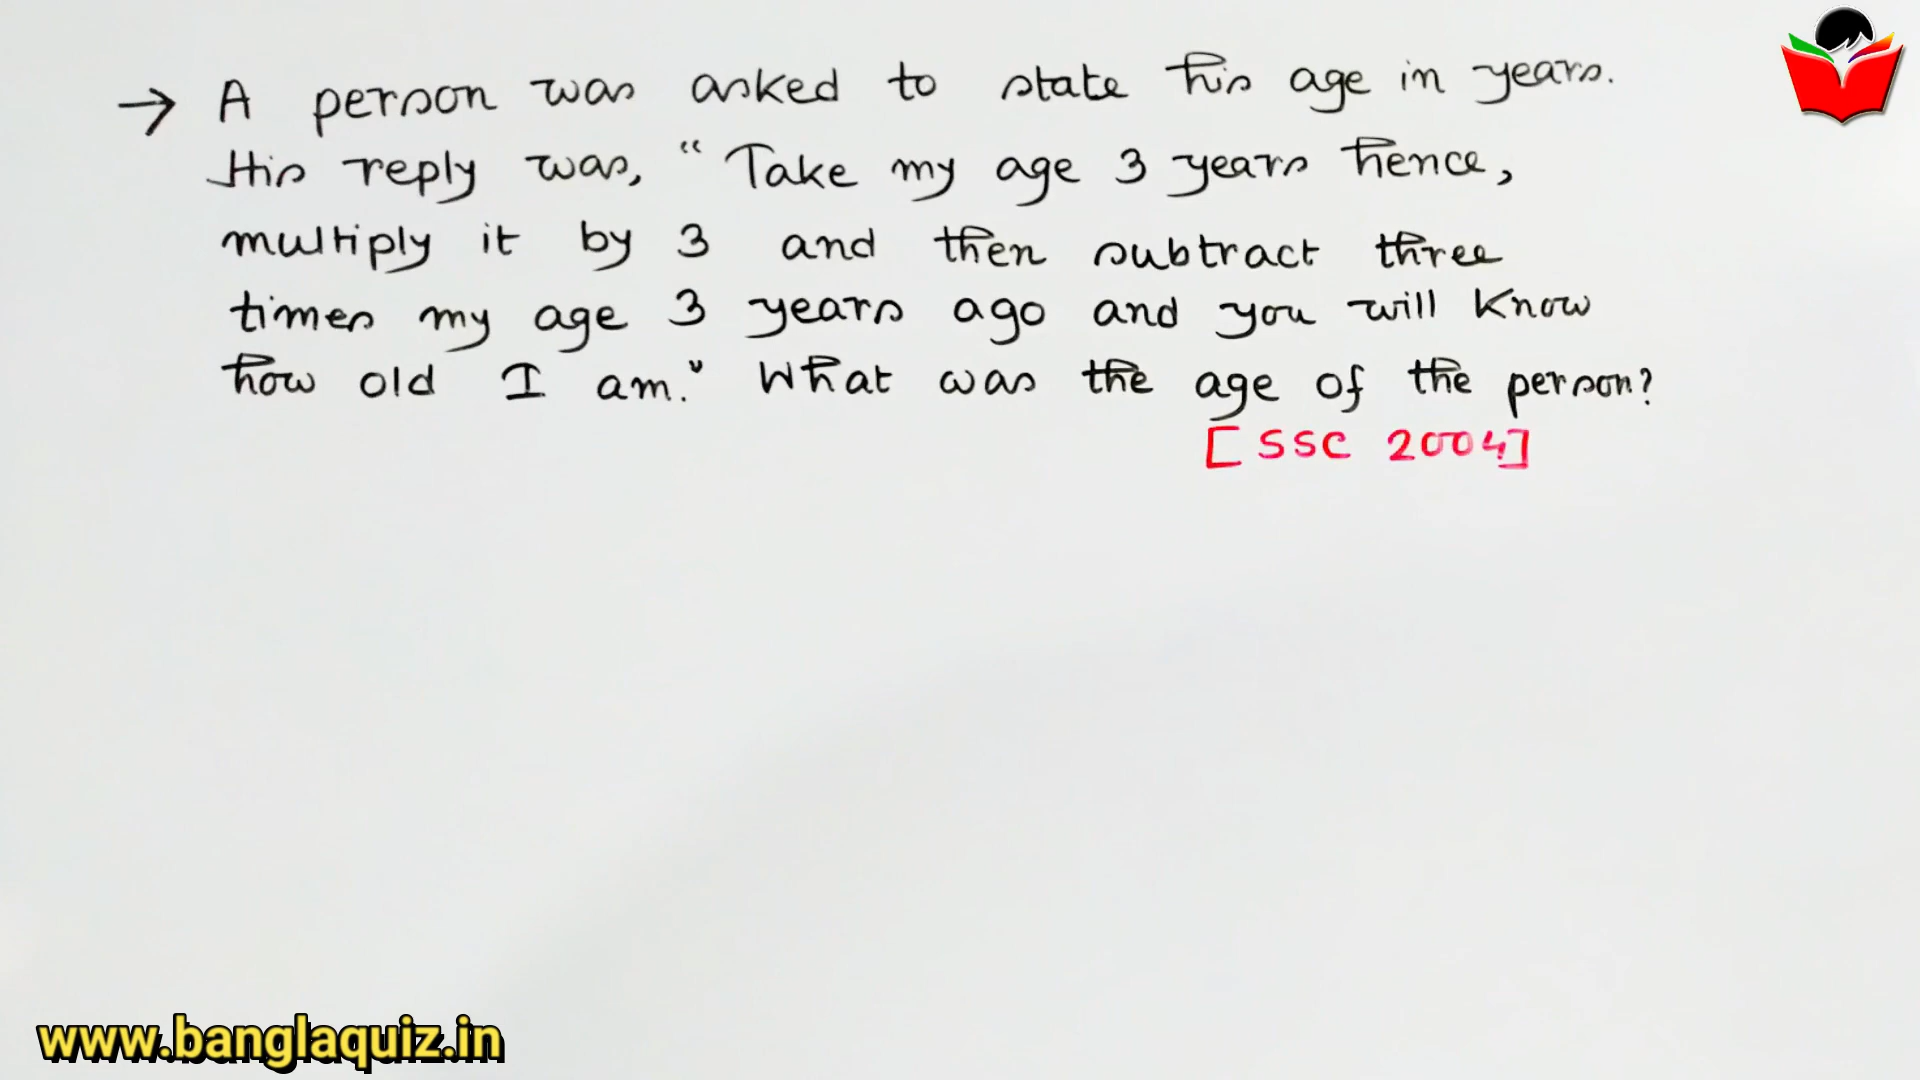 → A person was asked to state his age in years.
His reply was, "Take my age 3 years hence,
multiply it by 3 and then subtract three
times my age 3 years ago and you will know
how old I am." What was the age of the person?
[SSC 2004]
www.banglaquiz.in